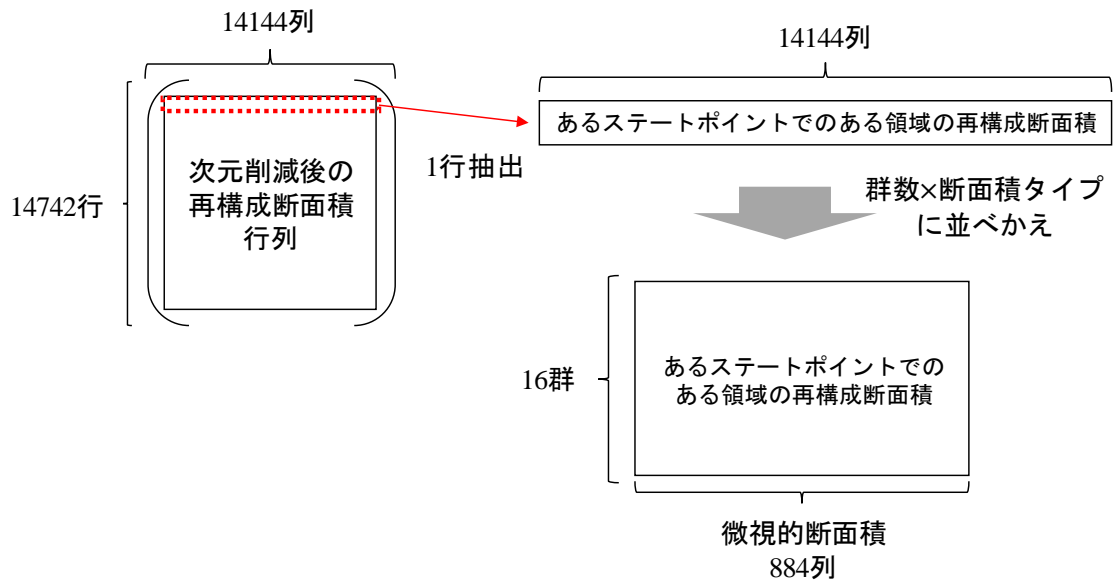 14144列
14742行
次元削減後の
再構成断面積
行列
1行抽出
14144列
あるステートポイントでのある領域の再構成断面積
群数×断面積タイプ
に並べかえ
16群
あるステートポイントでの
ある領域の再構成断面積
微視的断面積
884列